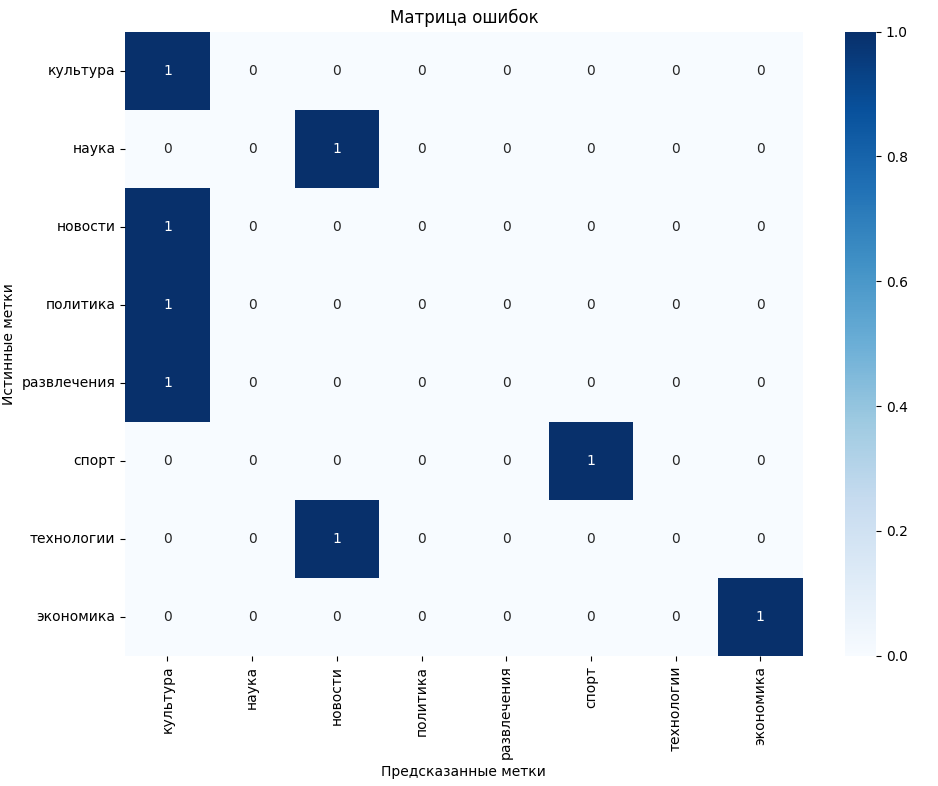 Матрица ошибок
Истинные метки
культура 1 0 0 0 0 0 0 0
наука 0 0 1 0 0 0 0 0
новости 1 0 0 0 0 0 0 0
политика 1 0 0 0 0 0 0 0
развлечения 1 0 0 0 0 0 0 0
спорт 0 0 0 0 0 1 0 0
технологии 0 0 1 0 0 0 0 0
экономика 0 0 0 0 0 0 0 1
культура наука новости политика развлечения спорт технологии экономика
Предсказанные метки
1.0
0.8
0.6
0.4
0.2
0.0